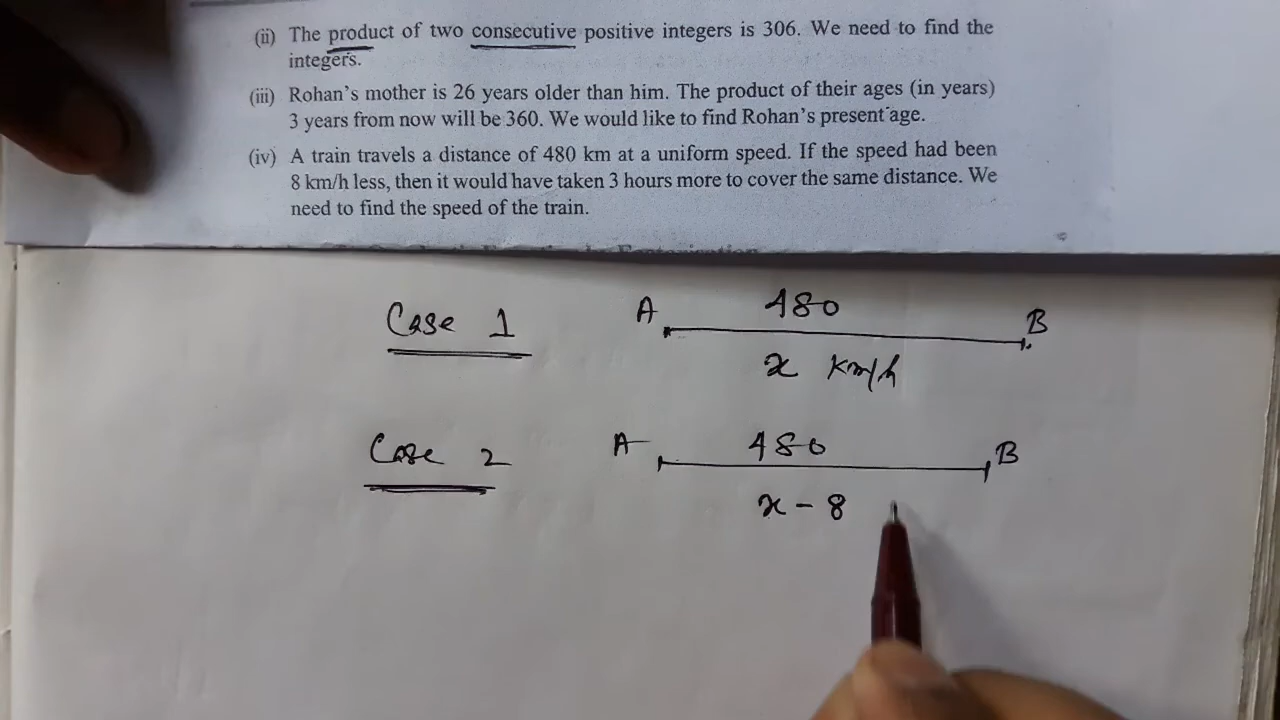 (ii) The product of two consecutive positive integers is 306. We need to find the
integers.
(iii) Rohan's mother is 26 years older than him. The product of their ages (in years)
3 years from now will be 360. We would like to find Rohan's present age.
(iv) A train travels a distance of 480 km at a uniform speed. If the speed had been
8 km/h less, then it would have taken 3 hours more to cover the same distance. We
need to find the speed of the train.
Case 1 A 480 B
x km/h
Case 2 A 480 B
x - 8